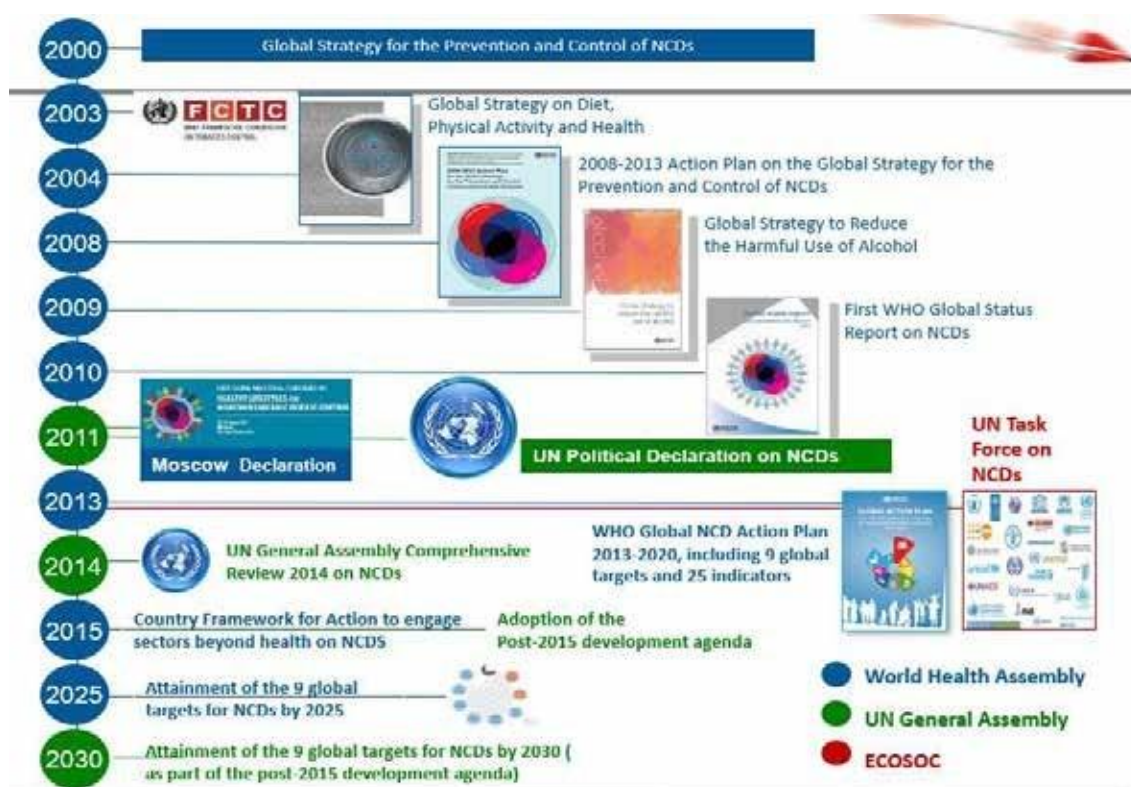 2000
Global Strategy for the Prevention and Control of NCDs
2003
FCTC
Global Strategy on Diet,
Physical Activity and Health
2004
2008-2013 Action Plan on the Global Strategy for the
Prevention and Control of NCDs
2008
Global Strategy to Reduce
the Harmful Use of Alcohol
2009
First WHO Global Status
Report on NCDs
2010
2011
HEALTHY LIFESTYLES
Moscow Declaration
UN Political Declaration on NCDs
UN Task
Force on
NCDs
2013
WHO Global NCD Action Plan
2013-2020, including 9 global
targets and 25 indicators
GLOBAL ACTION PLAN
2014
UN General Assembly Comprehensive
Review 2014 on NCDs
2015
Country Framework for Action to engage
sectors beyond health on NCDS
Adoption of the
Post-2015 development agenda
2025
Attainment of the 9 global
targets for NCDs by 2025
2030
Attainment of the 9 global targets for NCDs by 2030 (
as part of the post-2015 development agenda)
World Health Assembly
UN General Assembly
ECOSOC